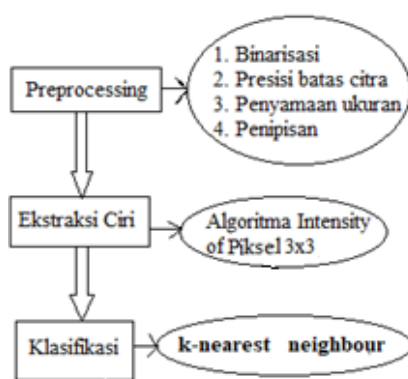 Preprocessing
1. Binarisasi
2. Presisi batas citra
3. Penyamaan ukuran
4. Penipisan
Ekstraksi Ciri
Algoritma Intensity
of Piksel 3x3
Klasifikasi
k-nearest neighbour